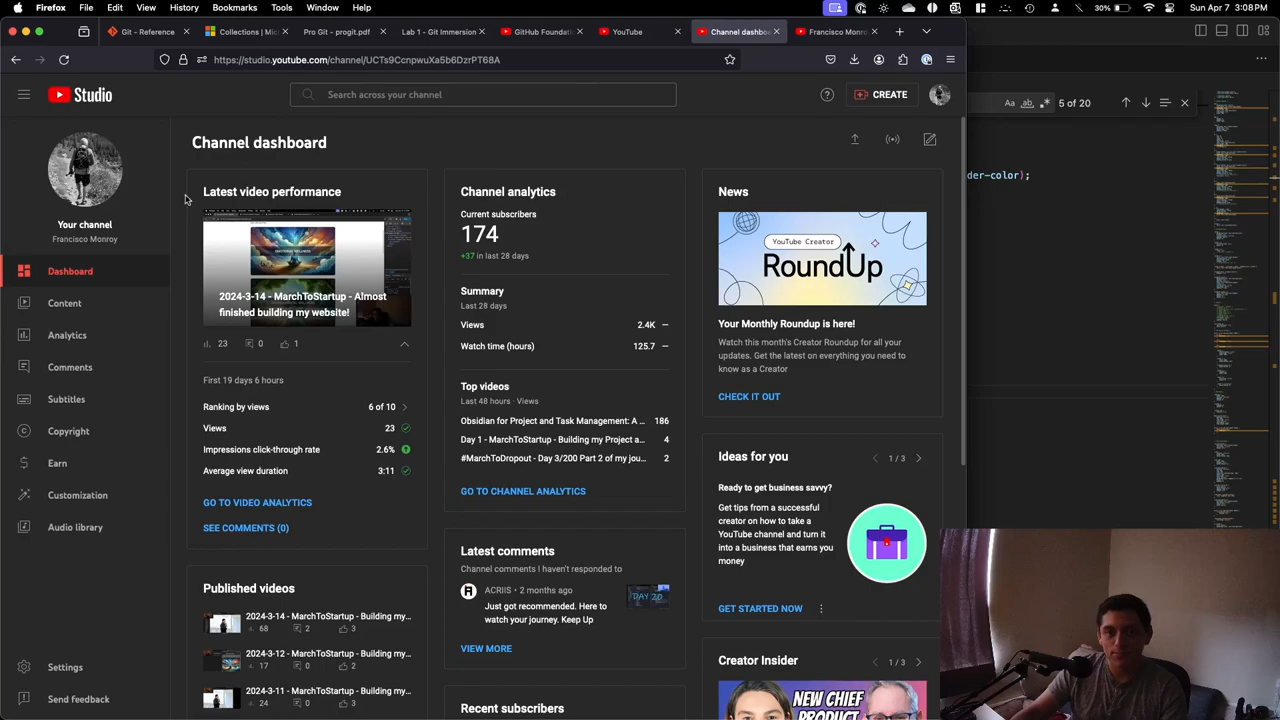 Firefox File Edit View History Bookmarks Tools Window Help
30% Sun Apr 7 3:08 PM
Git – Reference
Collections | Mic
Pro Git - progit.pdf
Lab 1 - Git Immersion
GitHub Foundatic
YouTube
Channel dashboa
Francisco Monro
https://studio.youtube.com/channel/UCTs9CcnpwuXa5b6DzrPT68A
Studio
Search across your channel
CREATE
Aa ab 5 of 20
der-color);
Your channel
Francisco Monroy
Dashboard
Content
Analytics
Comments
Subtitles
Copyright
Earn
Customization
Audio library
Settings
Send feedback
Channel dashboard
Latest video performance
2024-3-14 - MarchToStartup - Almost
finished building my website!
23 0 1
First 19 days 6 hours
Ranking by views 6 of 10
Views 23
Impressions click-through rate 2.6%
Average view duration 3:11
GO TO VIDEO ANALYTICS
SEE COMMENTS (0)
Published videos
2024-3-14 - MarchToStartup - Building my...
68 2 3
2024-3-12 - MarchToStartup - Building my...
17 0 2
2024-3-11 - MarchToStartup - Building my...
24 0 3
Channel analytics
Current subscribers
174
+37 in last 28 days
Summary
Last 28 days
Views 2.4K —
Watch time (hours) 125.7 —
Top videos
Last 48 hours · Views
Obsidian Project and Task Management: A ... 186
Day 1 - MarchToStartup - Building my Project a... 4
#MarchToDevout - Day 3/200 Part 2 of my jou... 2
GO TO CHANNEL ANALYTICS
Latest comments
Channel comments I haven't responded to
ACRIIS • 2 months ago
Just got recommended. Here to
watch your journey. Keep Up
DAY 20
VIEW MORE
Recent subscribers
News
YouTube Creator
RoundUp
Your Monthly Roundup is here!
Watch this month's Creator Roundup for all your
updates. Get the latest on everything you need to
know as a Creator
CHECK IT OUT
Ideas for you
1 / 3
Ready to get business savvy?
Get tips from a successful
creator on how to take a
YouTube channel and turn it
into a business that earns you
money
GET STARTED NOW
Creator Insider
1 / 3
NEW CHIEF
PRODUCT